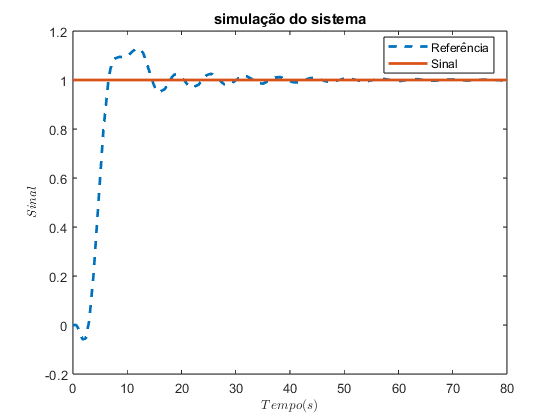 simulação do sistema
Referência
Sinal
1.2
1
0.8
0.6
0.4
0.2
0
-0.2
Sinal
0 10 20 30 40 50 60 70 80
Tempo(s)